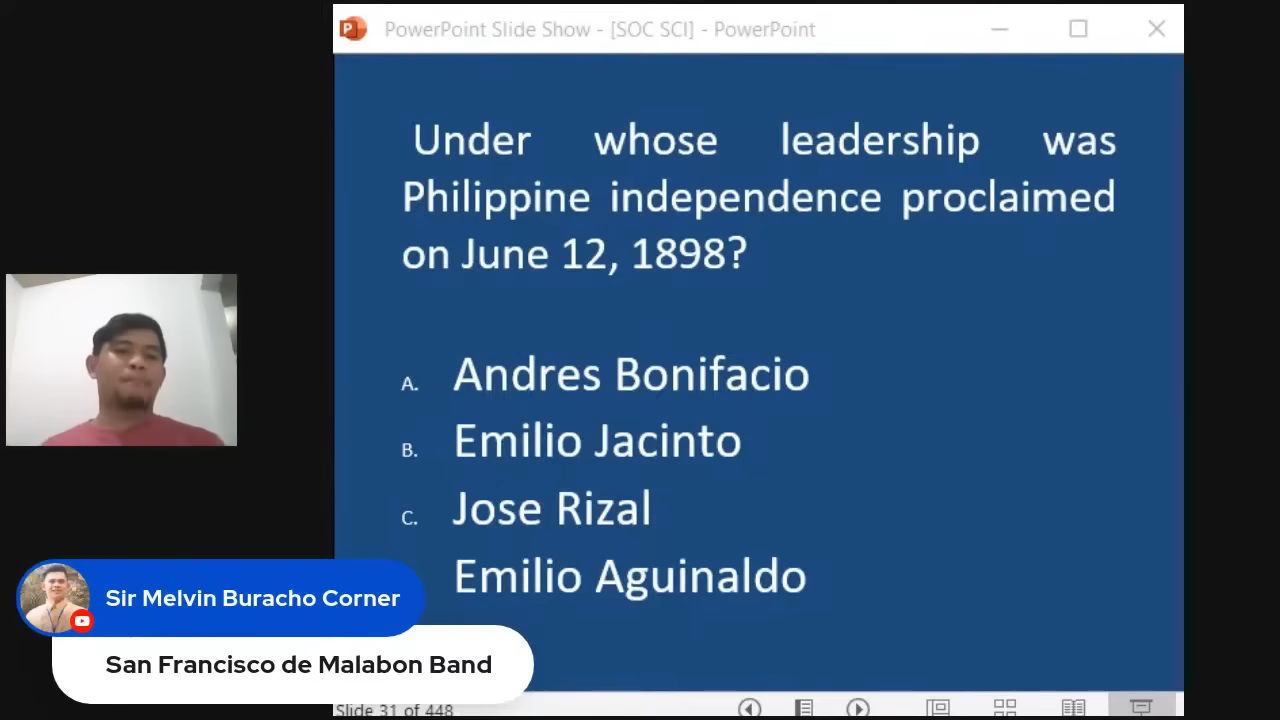 PowerPoint Slide Show - [SOC SCI] - PowerPoint
Under whose leadership was
Philippine independence proclaimed
on June 12, 1898?
A. Andres Bonifacio
B. Emilio Jacinto
C. Jose Rizal
Emilio Aguinaldo
Sir Melvin Buracho Corner
San Francisco de Malabon Band
Slide 31 of 448